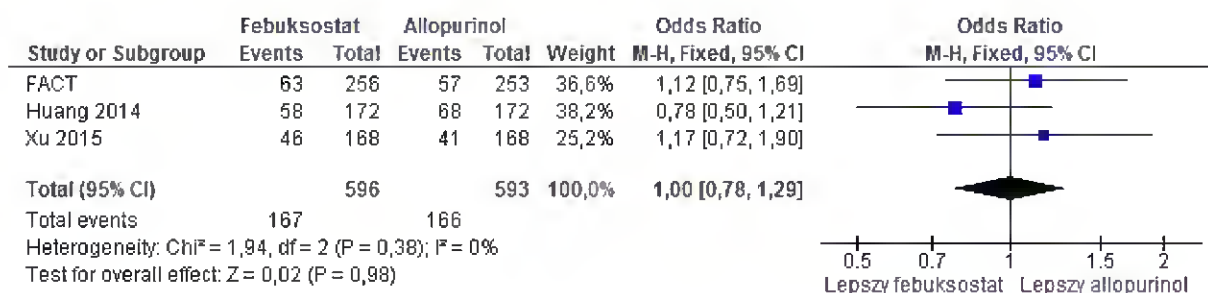 Febuksostat Allopurinol Odds Ratio Odds Ratio
Study or Subgroup Events Total Events Total Weight M-H, Fixed, 95% CI M-H, Fixed, 95% CI
FACT 63 256 57 253 36,6% 1,12 [0,75, 1,69]
Huang 2014 58 172 68 172 38,2% 0,78 [0,50, 1,21]
Xu 2015 46 168 41 168 25,2% 1,17 [0,72, 1,90]
Total (95% CI) 596 593 100,0% 1,00 [0,78, 1,29]
Total events 167 166
Heterogeneity: Chi² = 1,94, df = 2 (P = 0,38); I² = 0%
Test for overall effect: Z = 0,02 (P = 0,98)
0.5 0.7 1 1.5 2
Lepszy febuksostat Lepszy allopurinol